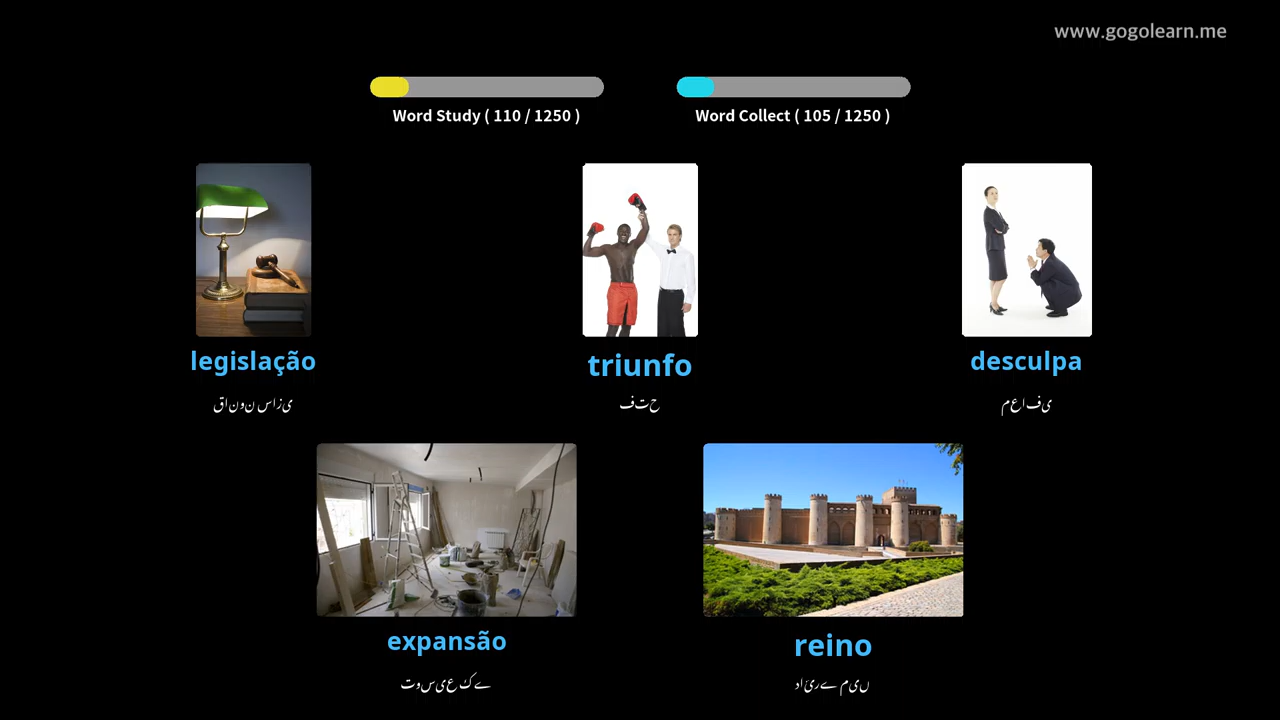 www.gogolearn.me
Word Study ( 110 / 1250 )
Word Collect ( 105 / 1250 )
legislação
triunfo
desculpa
قانون سازی
فتح
معافی
expansão
reino
توسیع کے
دائرے میں